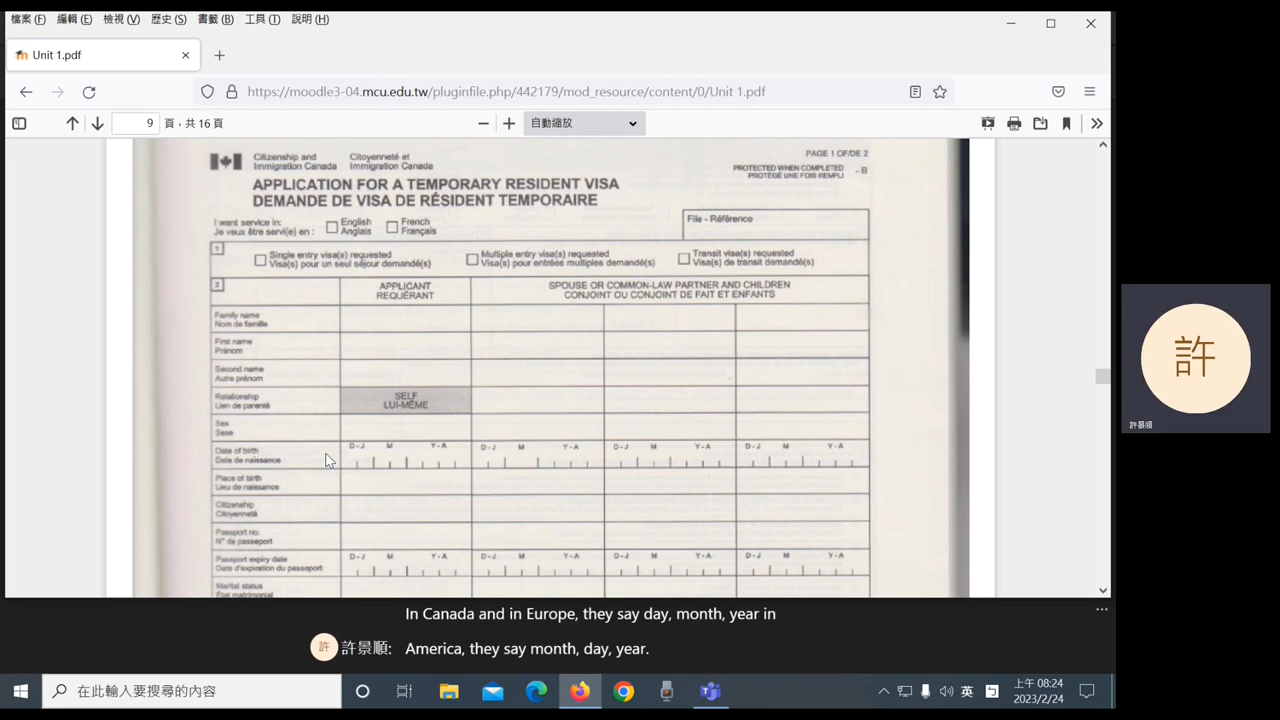 檔案 (F) 編輯 (E) 檢視 (V) 歷史 (S) 書籤 (B) 工具 (T) 說明 (H)
Unit 1.pdf
https://moodle3-04.mcu.edu.tw/pluginfile.php/442179/mod_resource/content/0/Unit 1.pdf
9 頁，共 16 頁
自動縮放
Citizenship and Citoyenneté et
Immigration Canada Immigration Canada
PAGE 1 OF/DE 2
PROTECTED WHEN COMPLETED - B
PROTÉGÉ UNE FOIS REMPLI
APPLICATION FOR A TEMPORARY RESIDENT VISA
DEMANDE DE VISA DE RÉSIDENT TEMPORAIRE
I want service in: English French
Je veux être servi(e) en : Anglais Français
File - Référence
1
Single entry visa(s) requested Multiple entry visa(s) requested Transit visa(s) requested
Visa(s) pour un seul séjour demandé(s) Visa(s) pour entrées multiples demandé(s) Visa(s) de transit demandé(s)
2
APPLICANT SPOUSE OR COMMON-LAW PARTNER AND CHILDREN
REQUÉRANT CONJOINT OU CONJOINT DE FAIT ET ENFANTS
Family name
Nom de famille
First name
Prénom
Second name
Autre prénom
Relationship SELF
Lien de parenté LUI-MÊME
Sex
Sexe
Date of birth D - J M Y - A D - J M Y - A D - J M Y - A D - J M Y - A
Date de naissance
Place of birth
Lieu de naissance
Citizenship
Citoyenneté
Passport no.
N° de passeport
Passport expiry date D - J M Y - A D - J M Y - A D - J M Y - A D - J M Y - A
Date d'expiration du passeport
Marital status
État matrimonial
In Canada and in Europe, they say day, month, year in
許 許景順: America, they say month, day, year.
許
許景順
在此輸入要搜尋的內容
英
上午 08:24
2023/2/24